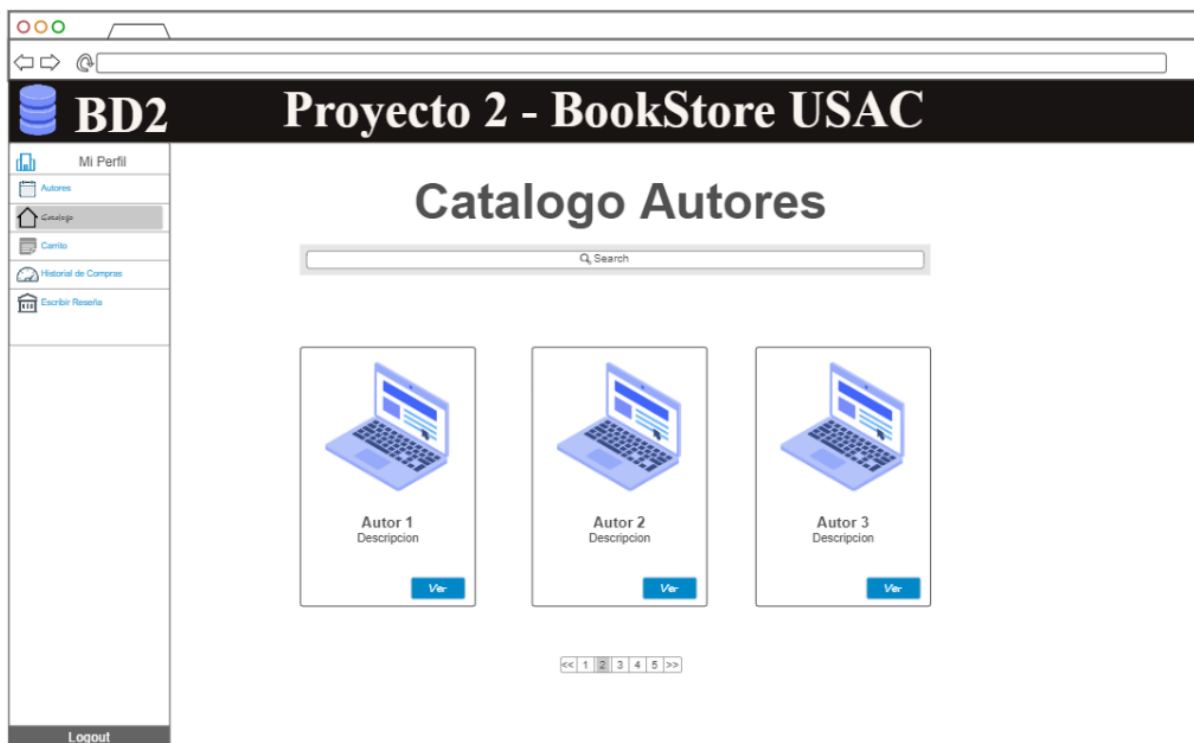 BD2
Proyecto 2 - BookStore USAC
Mi Perfil
Autores
Catalogo
Carrito
Historial de Compras
Escribir Reseña
Logout
Catalogo Autores
Search
Autor 1
Descripcion
Ver
Autor 2
Descripcion
Ver
Autor 3
Descripcion
Ver
<< 1 2 3 4 5 >>